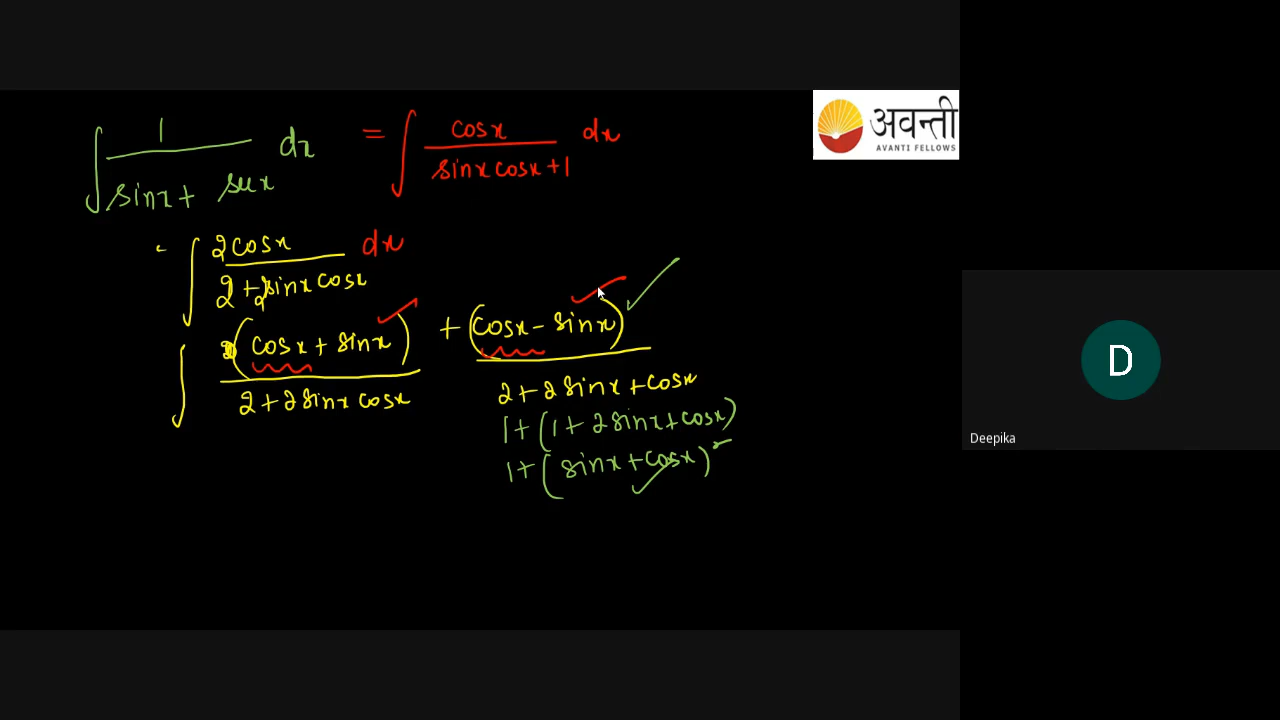 ∫ 1/(sinx + secx) dx = ∫ cosx/(sinx cosx + 1) dx
अवन्ती
AVANTI FELLOWS
∫ 2cosx/(2 + 2sinx cosx) dx
∫ (cosx + sinx)/(2 + 2sinx cosx) + (cosx - sinx)/(2 + 2sinx + cosx)
1 + (1 + 2sinx + cosx)
1 + (sinx + cosx)²
D
Deepika